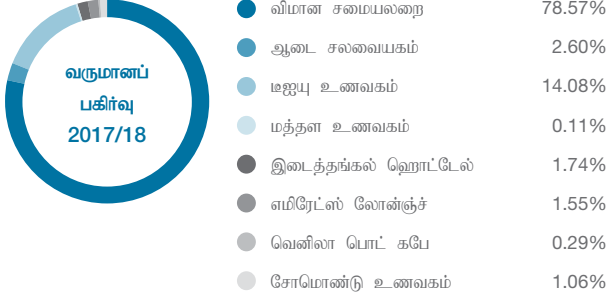 வருமானப்
பகிர்வு
2017/18
விமான சமையலறை 78.57%
ஆடை சலவையகம் 2.60%
டீஐயு உணவகம் 14.08%
மத்தள உணவகம் 0.11%
இடைத்தங்கல் ஹொட்டேல் 1.74%
எமிரேட்ஸ் லோன்ஞ்ச் 1.55%
வெனிலா பொட் கபே 0.29%
சேரமொண்டு உணவகம் 1.06%